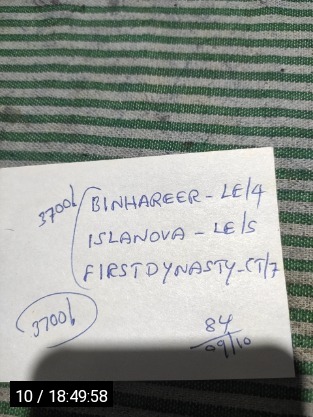 3700/
BINHAREER - LE/4
ISLANOVA - LE/5
FIRSTDYNASTY - CT/7
3700/
84
09/10
10 / 18:49:58